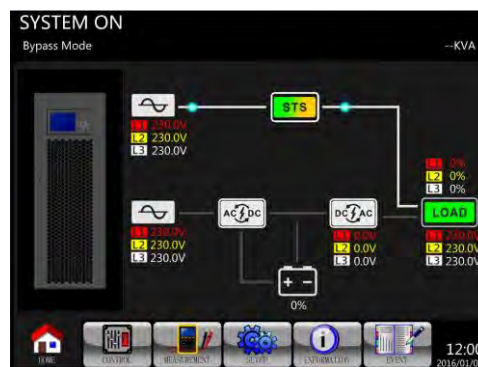 SYSTEM ON
Bypass Mode
--KVA
STS
L1 230.0V
L2 230.0V
L3 230.0V
L1 0%
L2 0%
L3 0%
AC DC
DC AC
LOAD
L1 230.0V
L2 230.0V
L3 230.0V
L1 0.0V
L2 0.0V
L3 0.0V
L1 230.0V
L2 230.0V
L3 230.0V
+ -
0%
HOME
CONTROL
MEASUREMENT
SETUP
INFORMATION
EVENT
12:00
2016/01/0